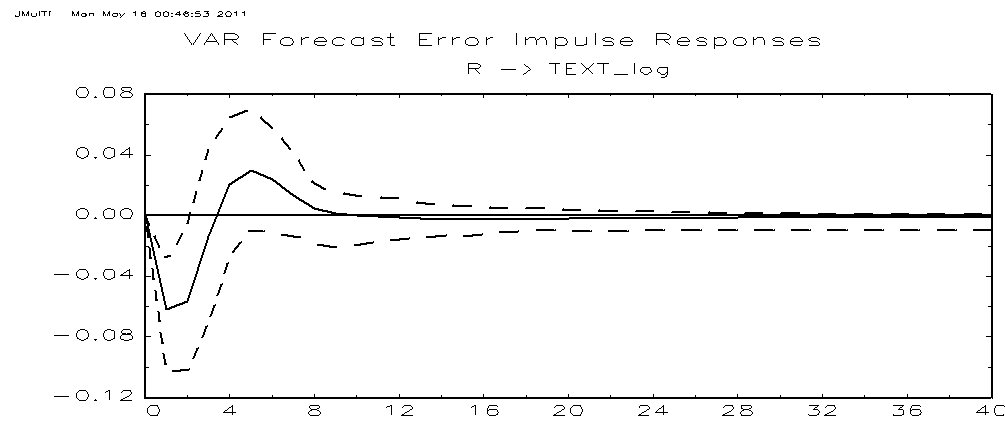 JMulTi   Mon May 16 00:46:53 2011
VAR Forecast Error Impulse Responses
R -> TEXT_log
0.08
0.04
0.00
-0.04
-0.08
-0.12
0 4 8 12 16 20 24 28 32 36 40